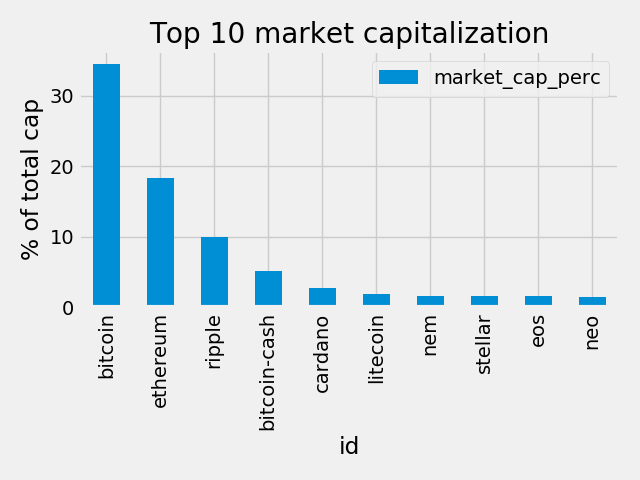 Top 10 market capitalization
market_cap_perc
% of total cap
30
20
10
0
bitcoin
ethereum
ripple
bitcoin-cash
cardano
litecoin
nem
stellar
eos
neo
id